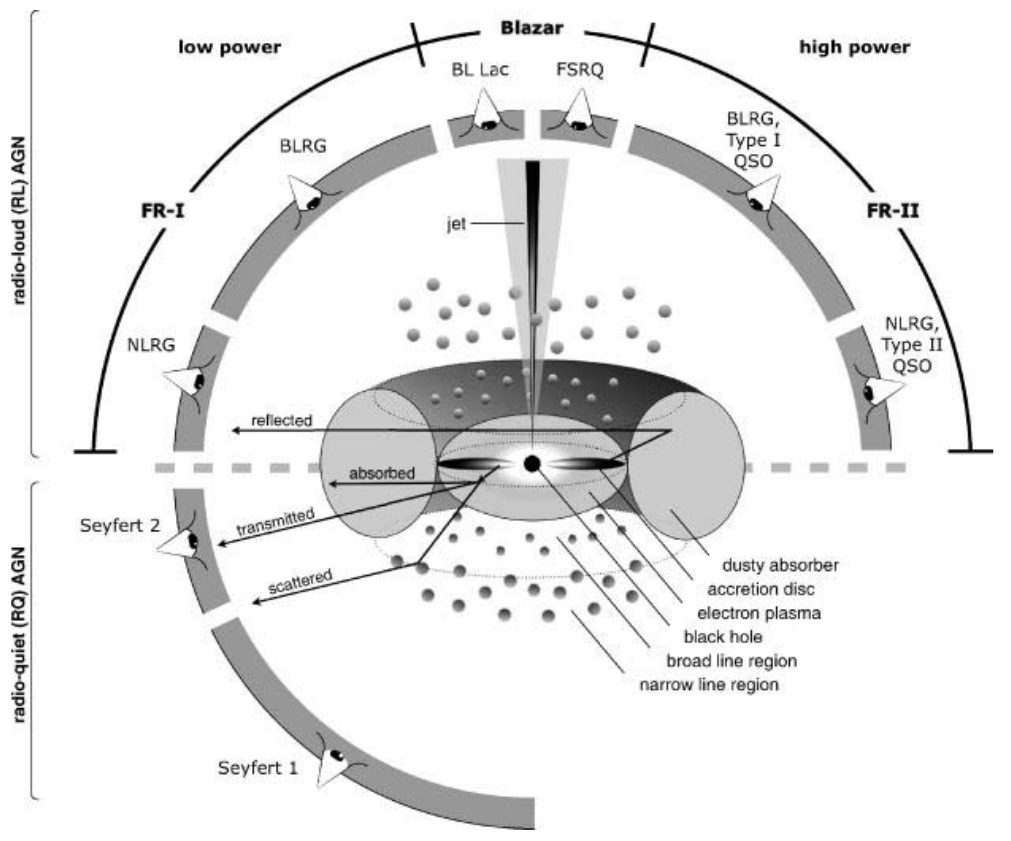 Blazar
low power
high power
BL Lac
FSRQ
BLRG
BLRG,
Type I
QSO
FR-I
FR-II
jet
NLRG
NLRG,
Type II
QSO
radio-loud (RL) AGN
reflected
absorbed
transmitted
scattered
Seyfert 2
dusty absorber
accretion disc
electron plasma
black hole
broad line region
narrow line region
radio-quiet (RQ) AGN
Seyfert 1